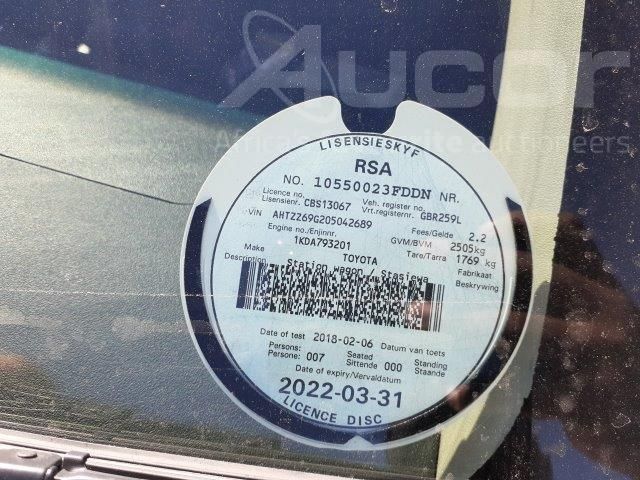 Aucor
LISENSIESKYF
RSA
NO. 10550023FDDN NR.
Licence no. Veh. register no.
Lisensienr. CBS13067 Vrt.registernr. GBR259L
VIN AHTZZ69G205042689 Fees/Gelde 2.2
Engine no./Enjinnr. GVM/BVM 2505kg
1KDA793201 Tare/Tarra 1769 kg
Make TOYOTA Fabrikaat
Description Station wagon / Stasiewa Beskrywing
Date of test 2018-02-06 Datum van toets
Persons: Seated Standing
Persone: 007 Sittende 000 Staande
Date of expiry/Vervaldatum
2022-03-31
LICENCE DISC